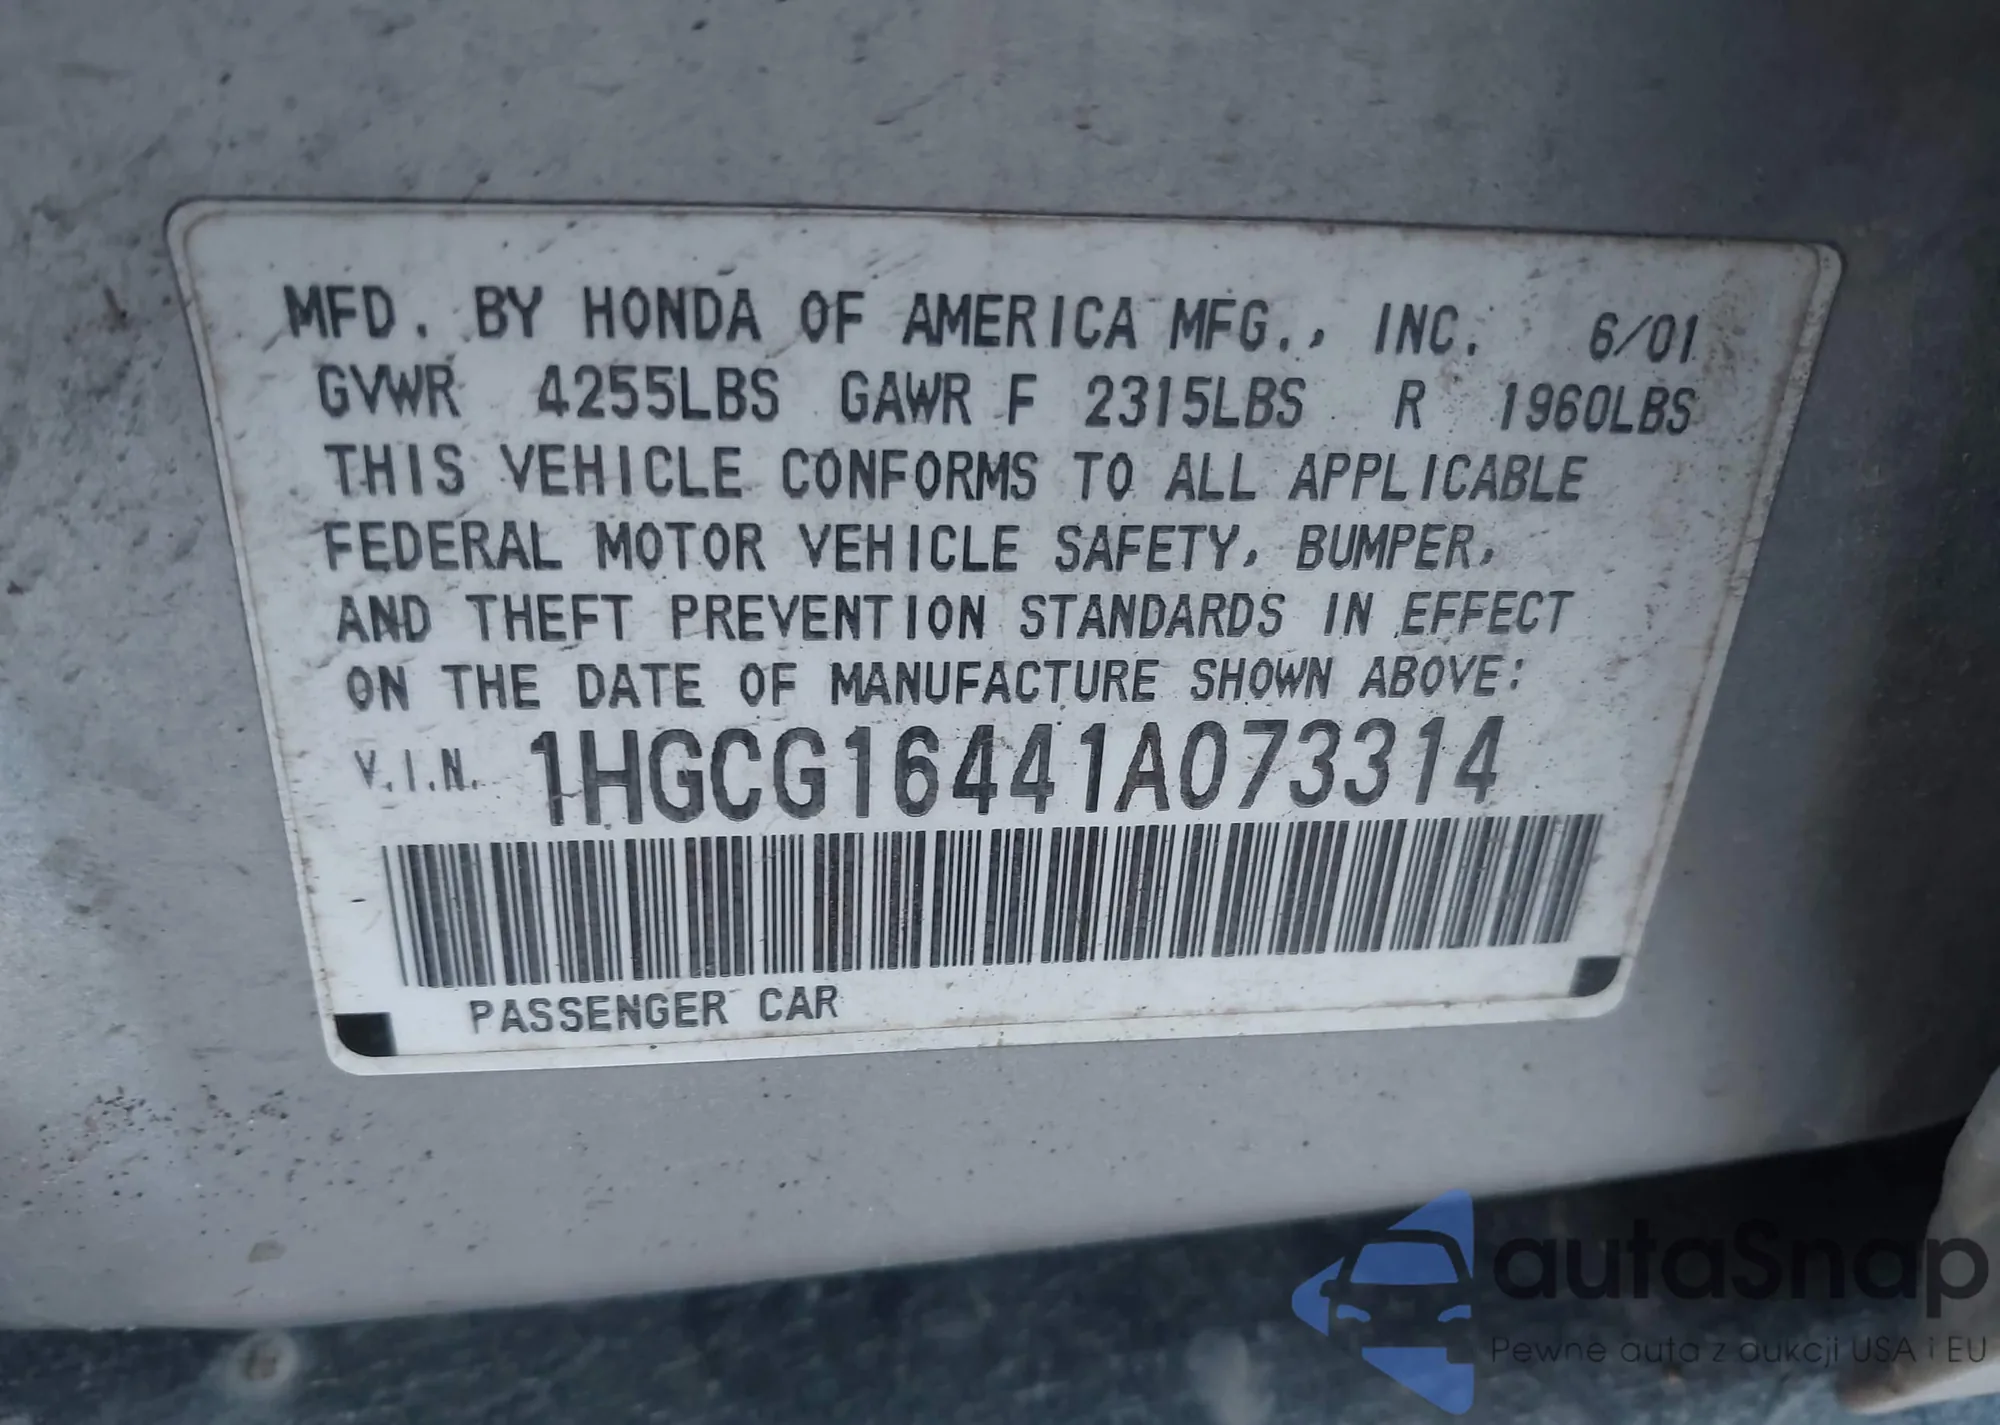 MFD. BY HONDA OF AMERICA MFG., INC. 6/01
GVWR 4255LBS GAWR F 2315LBS R 1960LBS
THIS VEHICLE CONFORMS TO ALL APPLICABLE
FEDERAL MOTOR VEHICLE SAFETY, BUMPER,
AND THEFT PREVENTION STANDARDS IN EFFECT
ON THE DATE OF MANUFACTURE SHOWN ABOVE:
V.I.N. 1HGCG16441A073314
PASSENGER CAR
autaSnap
Pewne auta z aukcji USA i EU